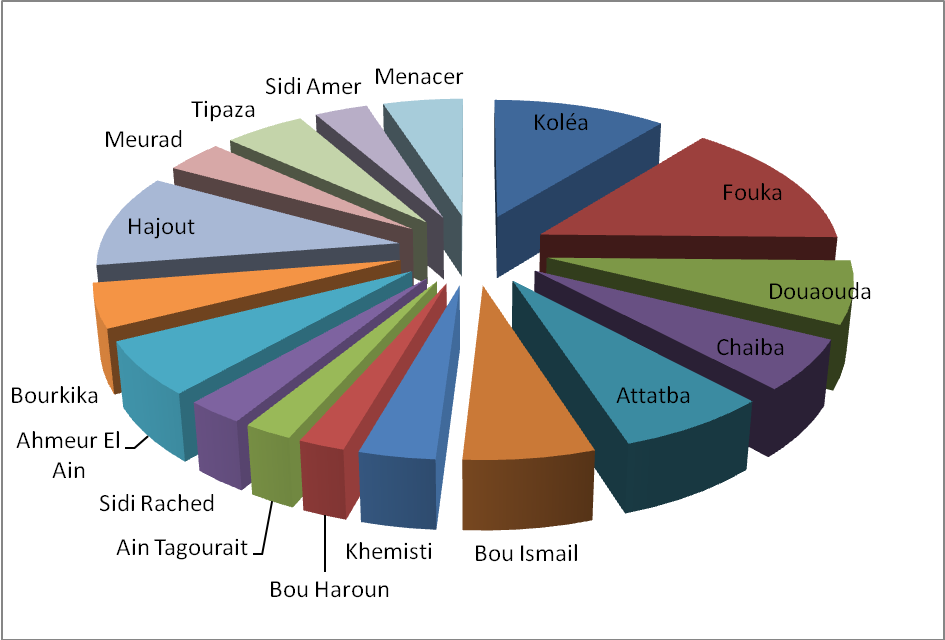 Menacer
Sidi Amer
Tipaza
Koléa
Meurad
Fouka
Hajout
Douaouda
Chaiba
Bourkika
Attatba
Ahmeur El
Ain
Sidi Rached
Ain Tagourait
Khemisti
Bou Ismail
Bou Haroun